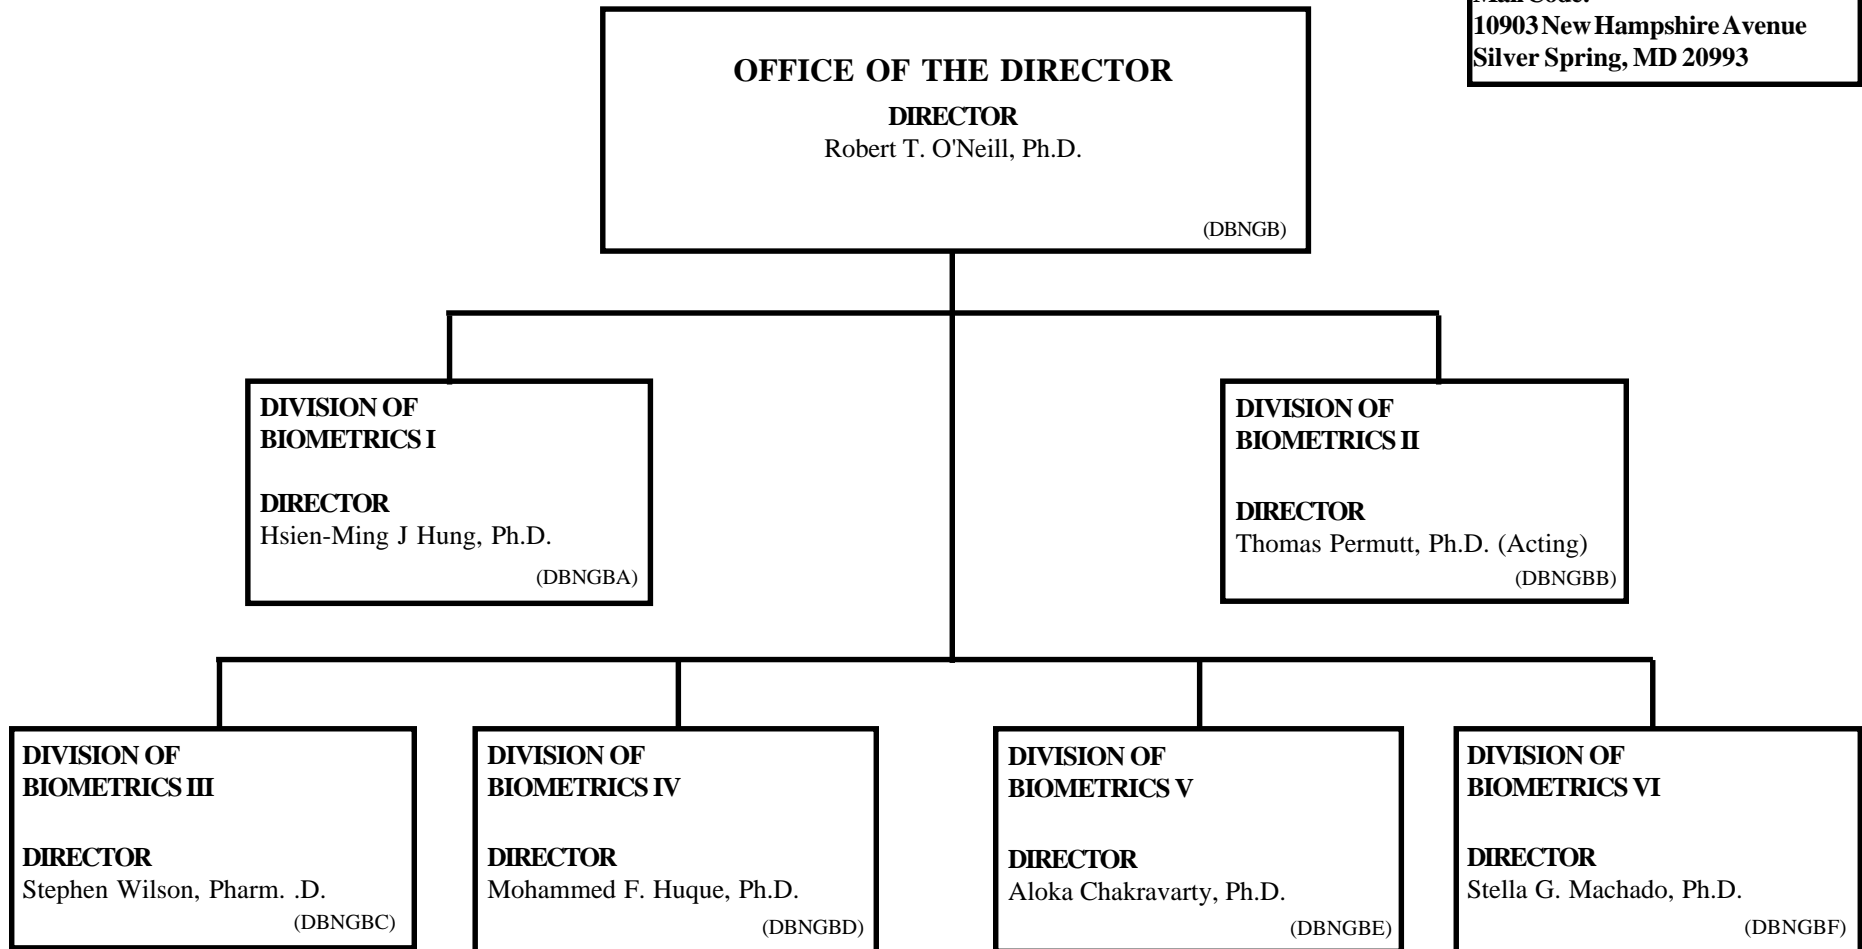 Mail Code:
10903 New Hampshire Avenue
Silver Spring, MD 20993
OFFICE OF THE DIRECTOR
DIRECTOR
Robert T. O'Neill, Ph.D.
(DBNGB)
DIVISION OF
BIOMETRICS I
DIRECTOR
Hsien-Ming J Hung, Ph.D.
(DBNGBA)
DIVISION OF
BIOMETRICS II
DIRECTOR
Thomas Permutt, Ph.D. (Acting)
(DBNGBB)
DIVISION OF
BIOMETRICS III
DIRECTOR
Stephen Wilson, Pharm. .D.
(DBNGBC)
DIVISION OF
BIOMETRICS IV
DIRECTOR
Mohammed F. Huque, Ph.D.
(DBNGBD)
DIVISION OF
BIOMETRICS V
DIRECTOR
Aloka Chakravarty, Ph.D.
(DBNGBE)
DIVISION OF
BIOMETRICS VI
DIRECTOR
Stella G. Machado, Ph.D.
(DBNGBF)